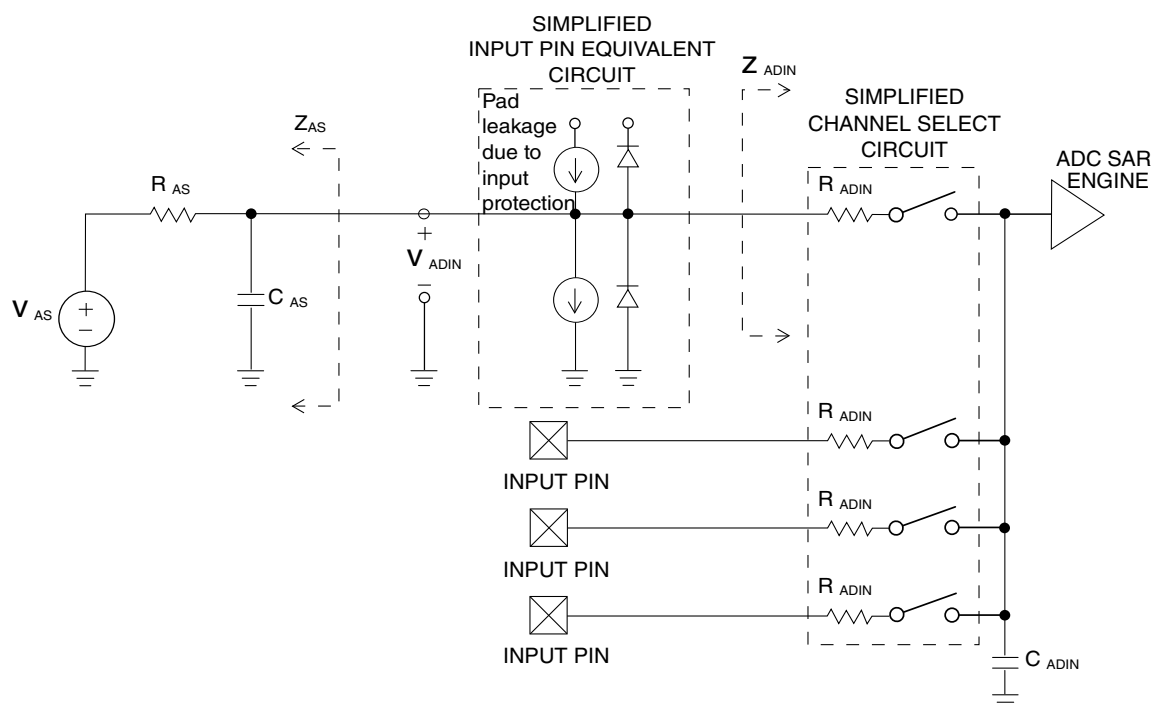 SIMPLIFIED
INPUT PIN EQUIVALENT
CIRCUIT
Z ADIN
SIMPLIFIED
CHANNEL SELECT
CIRCUIT
ADC SAR
ENGINE
Pad
leakage
due to
input
protection
Z AS
R AS
R ADIN
+
V ADIN
-
C AS
V AS
+
-
R ADIN
INPUT PIN
R ADIN
INPUT PIN
R ADIN
INPUT PIN
C ADIN